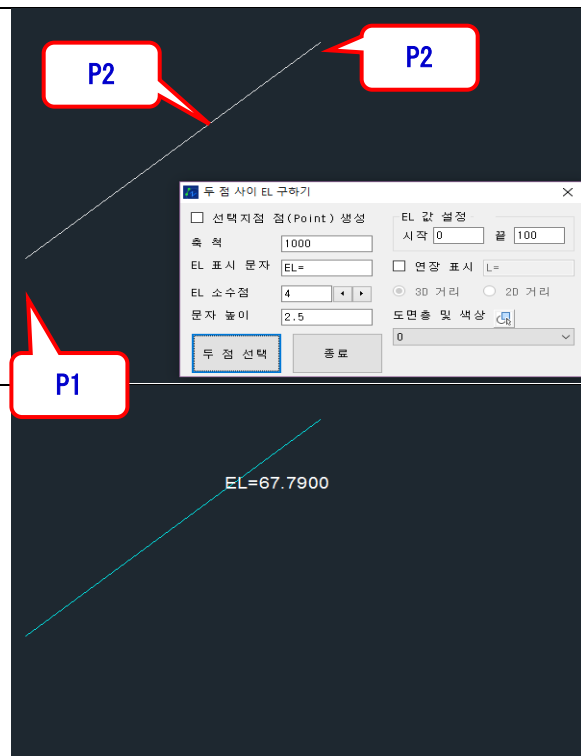 P2
P2
두 점 사이 EL 구하기
선택지점 점(Point) 생성
축 척 1000
EL 표시 문자 EL=
EL 소수점 4
문자 높이 2.5
두 점 선택
종료
EL 값 설정
시작 0 끝 100
연장 표시 L=
3D 거리 2D 거리
도면층 및 색상
0
P1
EL=67.7900